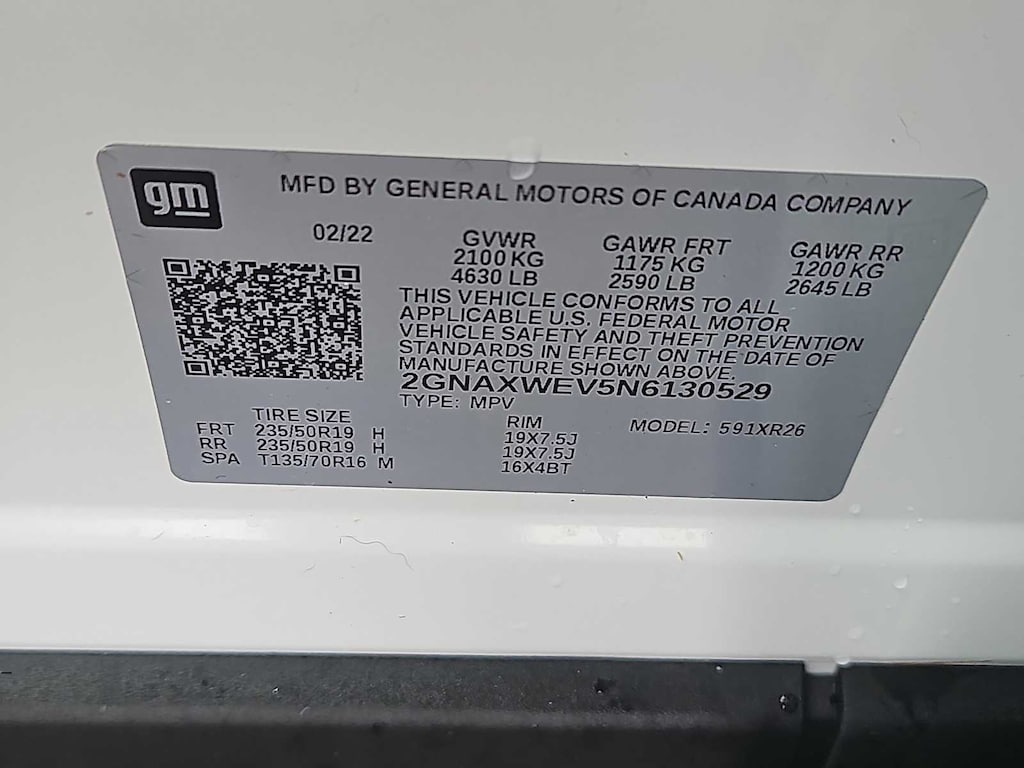 gm
MFD BY GENERAL MOTORS OF CANADA COMPANY
02/22 GVWR GAWR FRT GAWR RR
2100 KG 1175 KG 1200 KG
4630 LB 2590 LB 2645 LB
THIS VEHICLE CONFORMS TO ALL
APPLICABLE U.S. FEDERAL MOTOR
VEHICLE SAFETY AND THEFT PREVENTION
STANDARDS IN EFFECT ON THE DATE OF
MANUFACTURE SHOWN ABOVE.
2GNAXWEV5N6130529
TYPE: MPV
TIRE SIZE RIM MODEL: 591XR26
FRT 235/50R19 H 19X7.5J
RR 235/50R19 H 19X7.5J
SPA T135/70R16 M 16X4BT